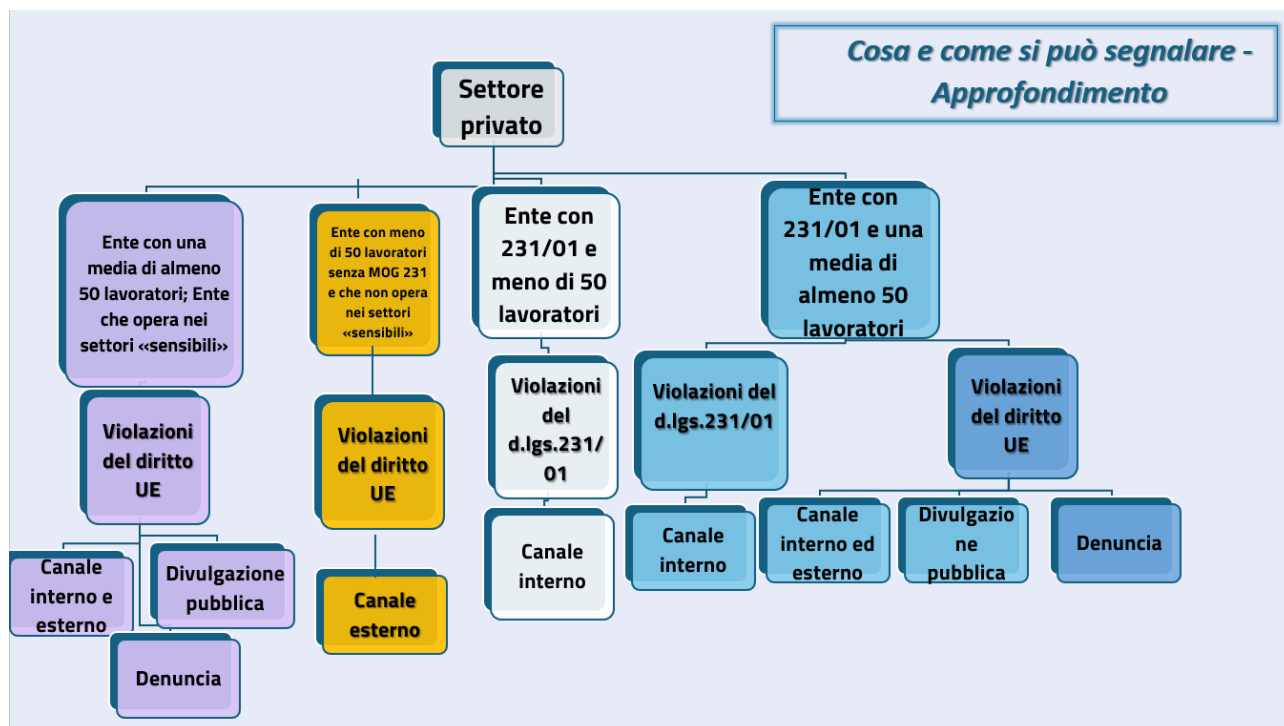 Cosa e come si può segnalare -
Approfondimento
Settore
privato
Ente con una
media di almeno
50 lavoratori; Ente
che opera nei
settori «sensibili»
Ente con meno
di 50 lavoratori
senza MOG 231
e che non opera
nei settori
«sensibili»
Ente con
231/01 e
meno di 50
lavoratori
Ente con
231/01 e una
media di
almeno 50
lavoratori
Violazioni
del diritto
UE
Violazioni
del diritto
UE
Violazioni
del
d.lgs.231/
01
Violazioni del
d.lgs.231/01
Violazioni
del diritto
UE
Canale
interno e
esterno
Divulgazione
pubblica
Denuncia
Canale
esterno
Canale
interno
Canale
interno
Canale
interno ed
esterno
Divulgazio
ne
pubblica
Denuncia